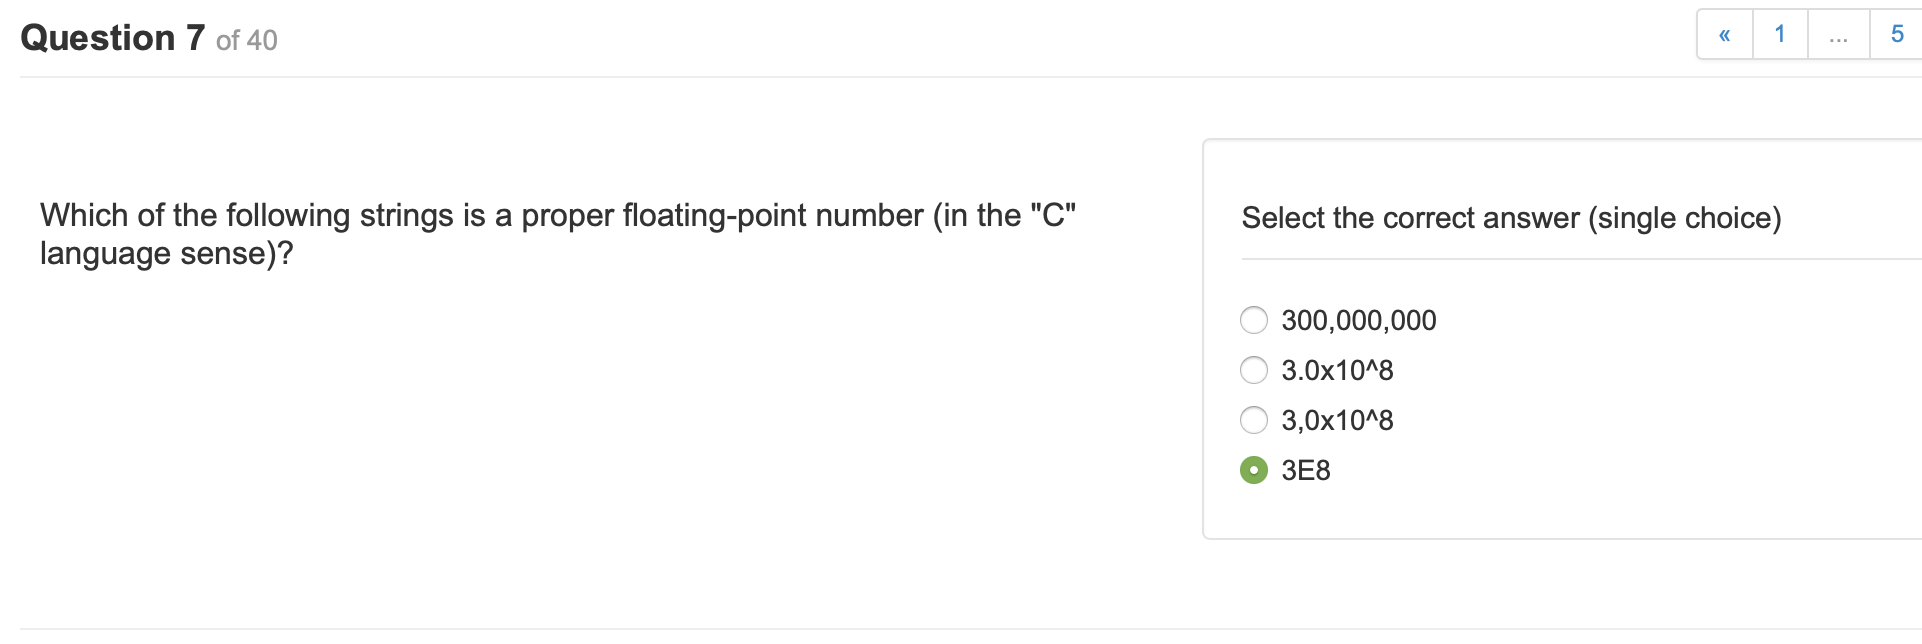 Question 7 of 40
« 1 ... 5
Which of the following strings is a proper floating-point number (in the "C"
language sense)?
Select the correct answer (single choice)
300,000,000
3.0x10^8
3,0x10^8
3E8